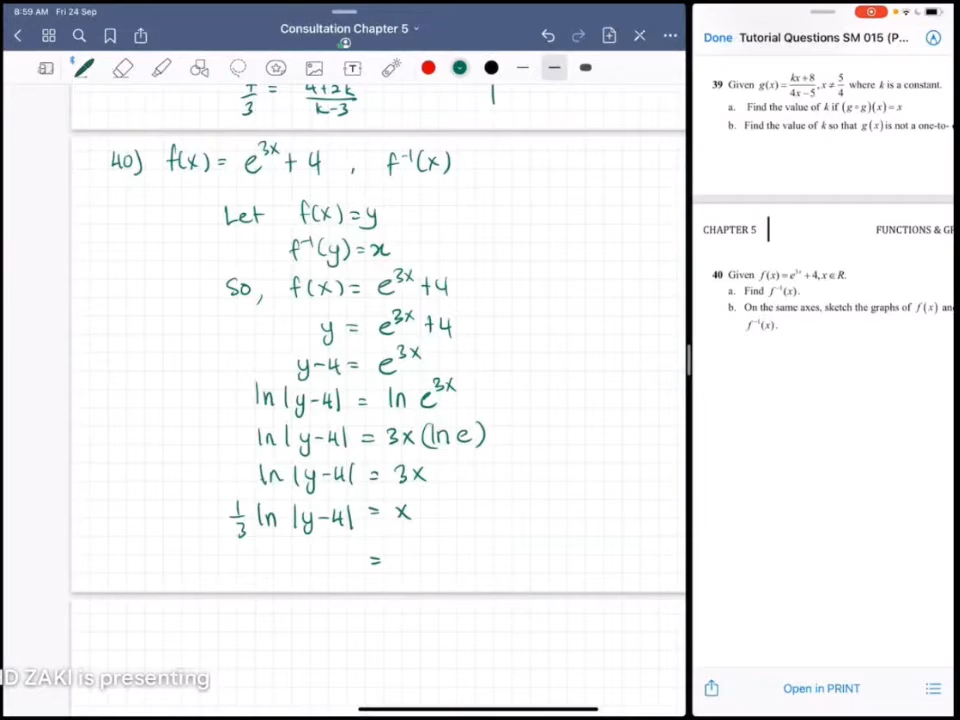 8:59 AM Fri 24 Sep
Consultation Chapter 5
T/3 = (4+2k)/(k-3)
40) f(x) = e^3x + 4 , f^-1(x)
Let f(x) = y
f^-1(y) = x
So, f(x) = e^3x + 4
y = e^3x + 4
y-4 = e^3x
ln |y-4| = ln e^3x
ln |y-4| = 3x (ln e)
ln |y-4| = 3x
1/3 ln |y-4| = x
=
ND ZAKI is presenting
Done Tutorial Questions SM 015 (P...
39 Given g(x) = (kx+8)/(4x-5), x ≠ 5/4 where k is a constant.
a. Find the value of k if (g∘g)(x) = x
b. Find the value of k so that g(x) is not a one-to-
CHAPTER 5 FUNCTIONS & G
40 Given f(x) = e^3x + 4, x ∈ R.
a. Find f^-1(x).
b. On the same axes, sketch the graphs of f(x) an
f^-1(x).
Open in PRINT